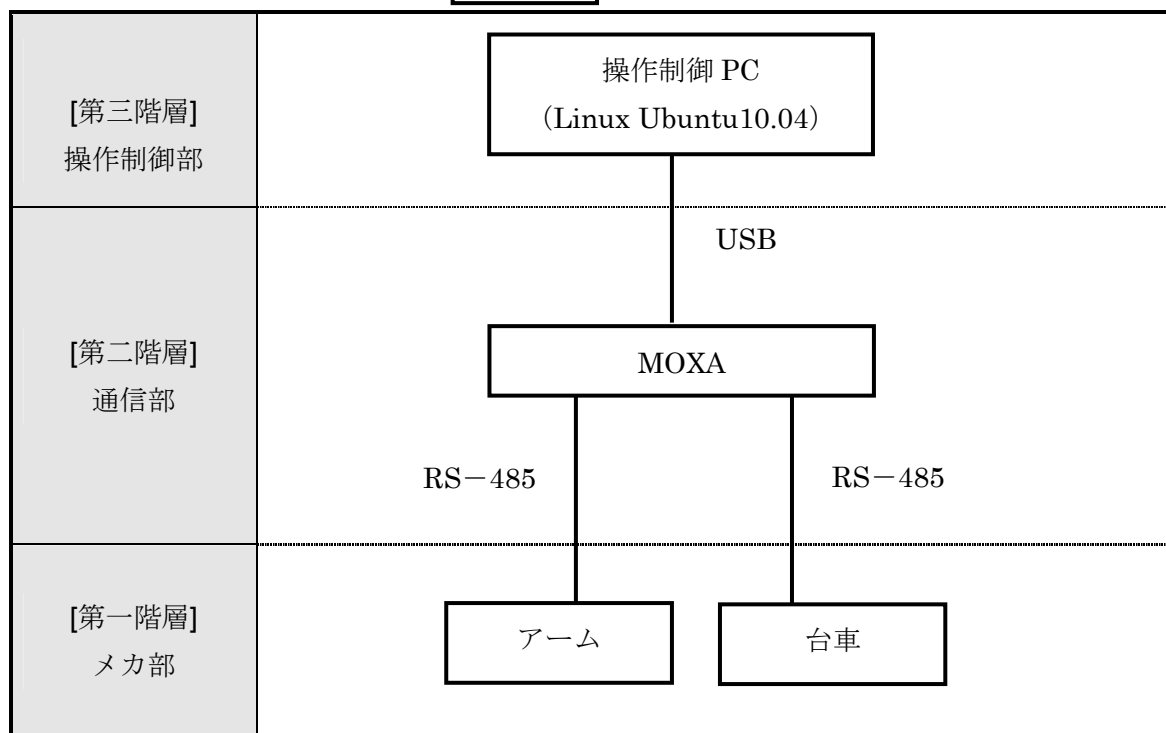 [第三階層]
操作制御部
操作制御 PC
（Linux Ubuntu10.04）
USB
[第二階層]
通信部
MOXA
RS－485
RS－485
[第一階層]
メカ部
アーム
台車